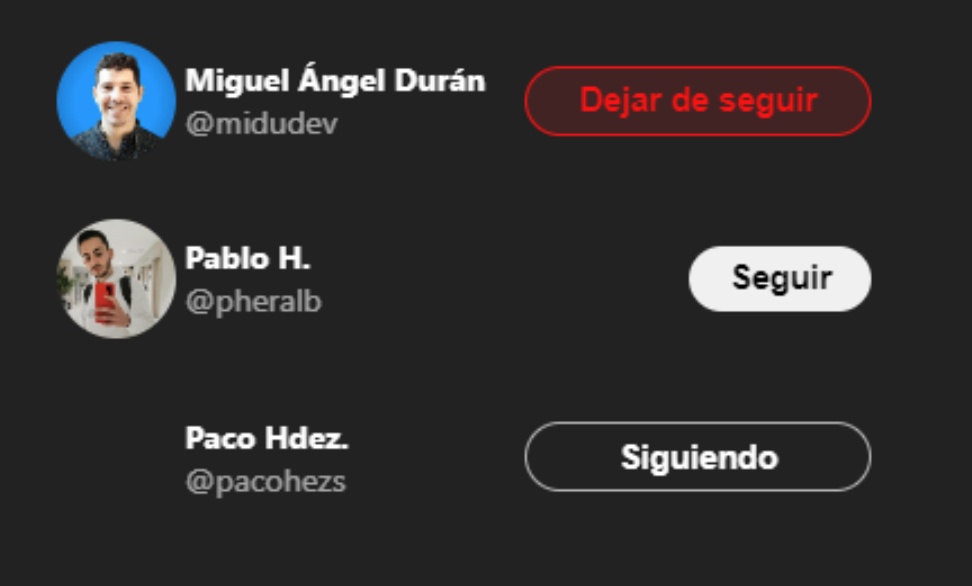 Miguel Ángel Durán
@midudev
Dejar de seguir
Pablo H.
@pheralb
Seguir
Paco Hdez.
@pacohezs
Siguiendo